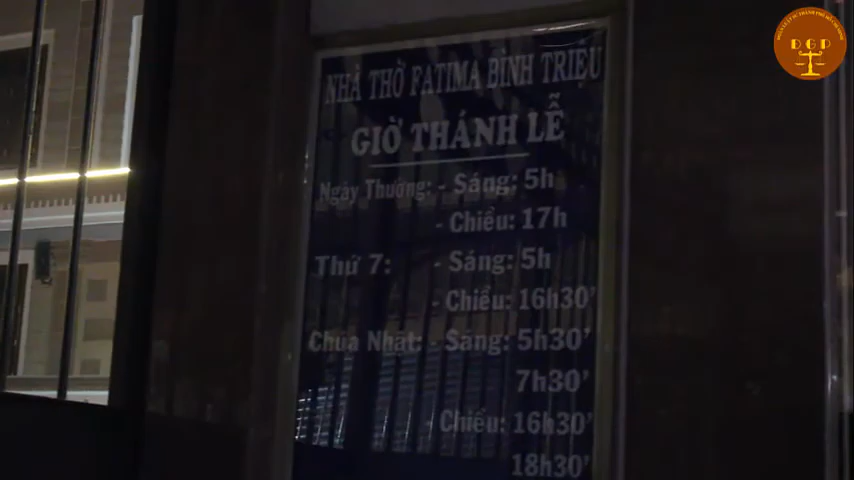 NHÀ THỜ FATIMA BÌNH TRIỆU
GIỜ THÁNH LỄ
Ngày Thường: - Sáng: 5h
- Chiều: 17h
Thứ 7: - Sáng: 5h
- Chiều: 16h30'
Chúa Nhật: - Sáng: 5h30'
7h30'
- Chiều: 16h30'
18h30'
DGP